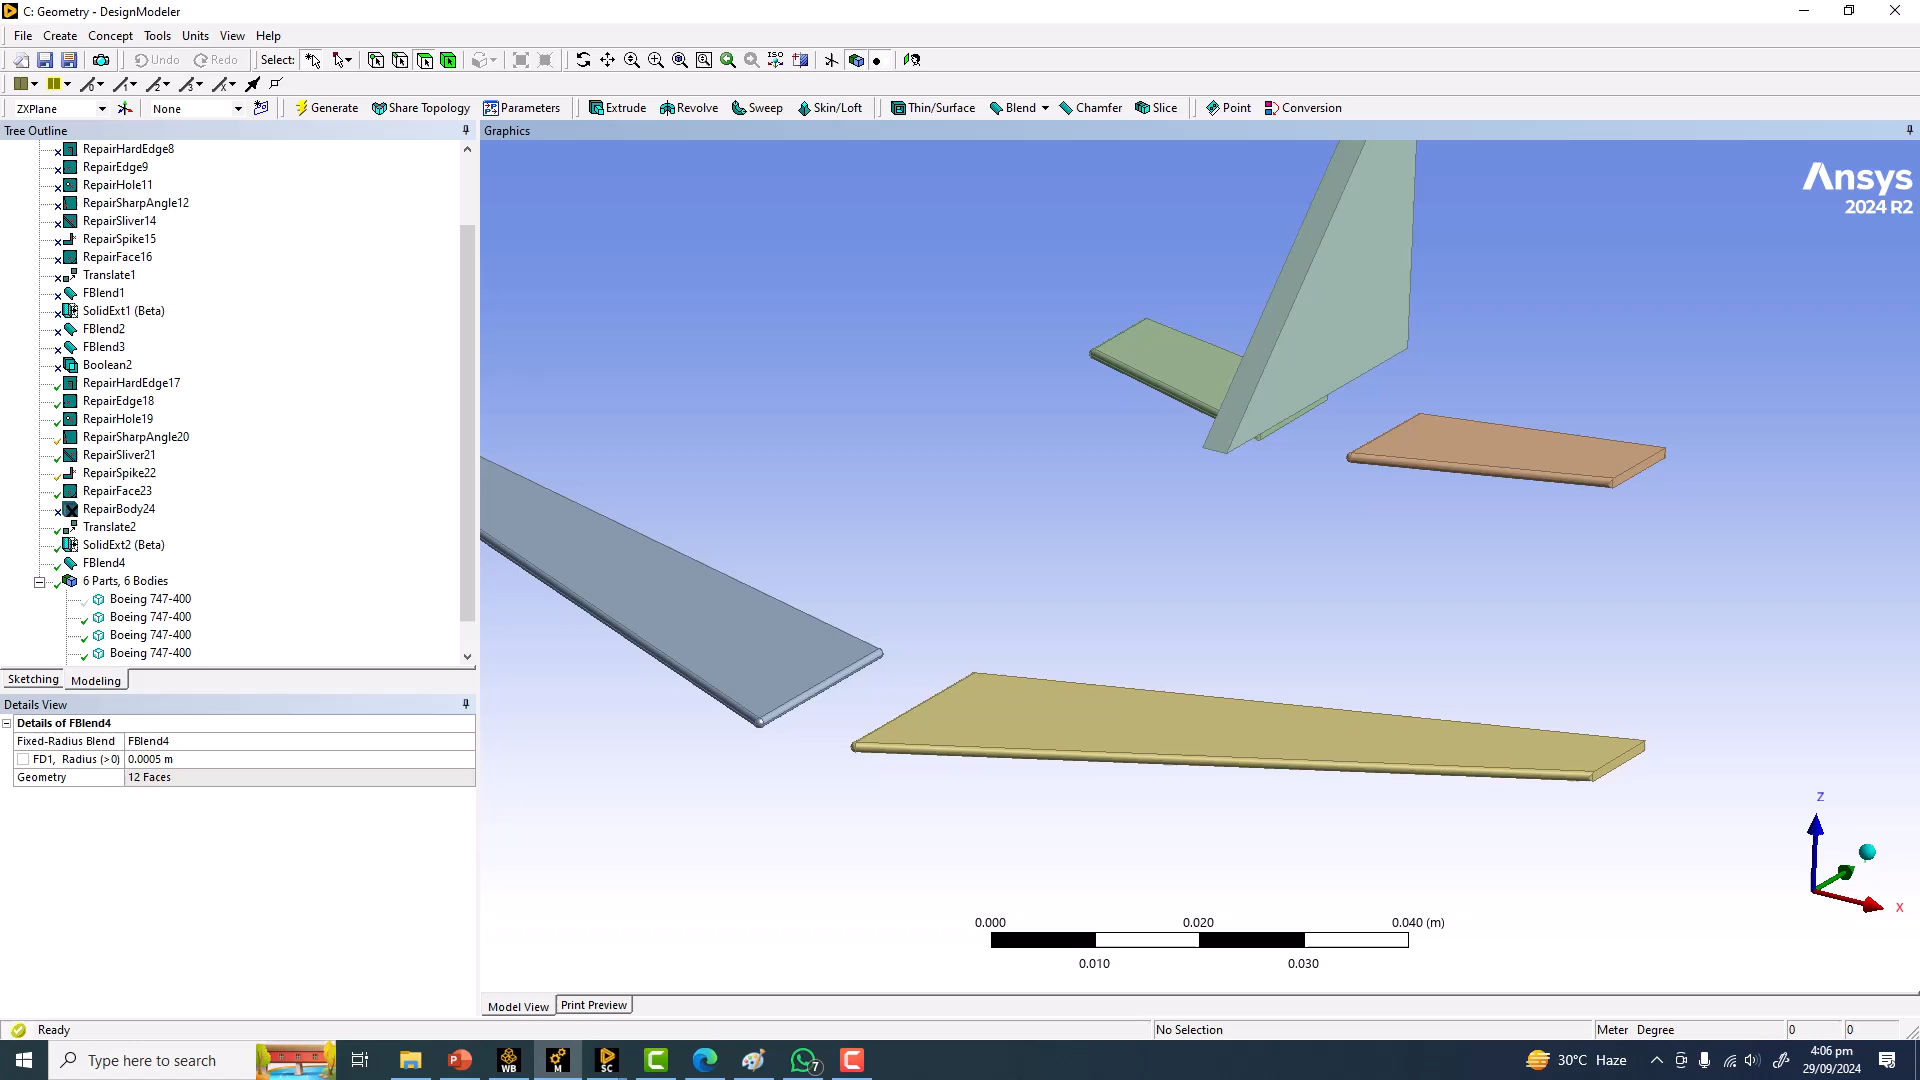 C: Geometry - DesignModeler
File Create Concept Tools Units View Help
Undo Redo Select: ISO
ZXPlane None Generate Share Topology Parameters Extrude Revolve Sweep Skin/Loft Thin/Surface Blend Chamfer Slice Point Conversion
Tree Outline
Graphics
RepairHardEdge8
RepairEdge9
RepairHole11
RepairSharpAngle12
RepairSliver14
RepairSpike15
RepairFace16
Translate1
FBlend1
SolidExt1 (Beta)
FBlend2
FBlend3
Boolean2
RepairHardEdge17
RepairEdge18
RepairHole19
RepairSharpAngle20
RepairSliver21
RepairSpike22
RepairFace23
RepairBody24
Translate2
SolidExt2 (Beta)
FBlend4
6 Parts, 6 Bodies
Boeing 747-400
Boeing 747-400
Boeing 747-400
Boeing 747-400
Sketching Modeling
Details View
Details of FBlend4
Fixed-Radius Blend FBlend4
FD1, Radius (>0) 0.0005 m
Geometry 12 Faces
Ansys
2024 R2
Z
X
0.000 0.020 0.040 (m)
0.010 0.030
Model View Print Preview
Ready No Selection Meter Degree 0 0
Type here to search WB M SC 7 30°C Haze 4:06 pm
29/09/2024